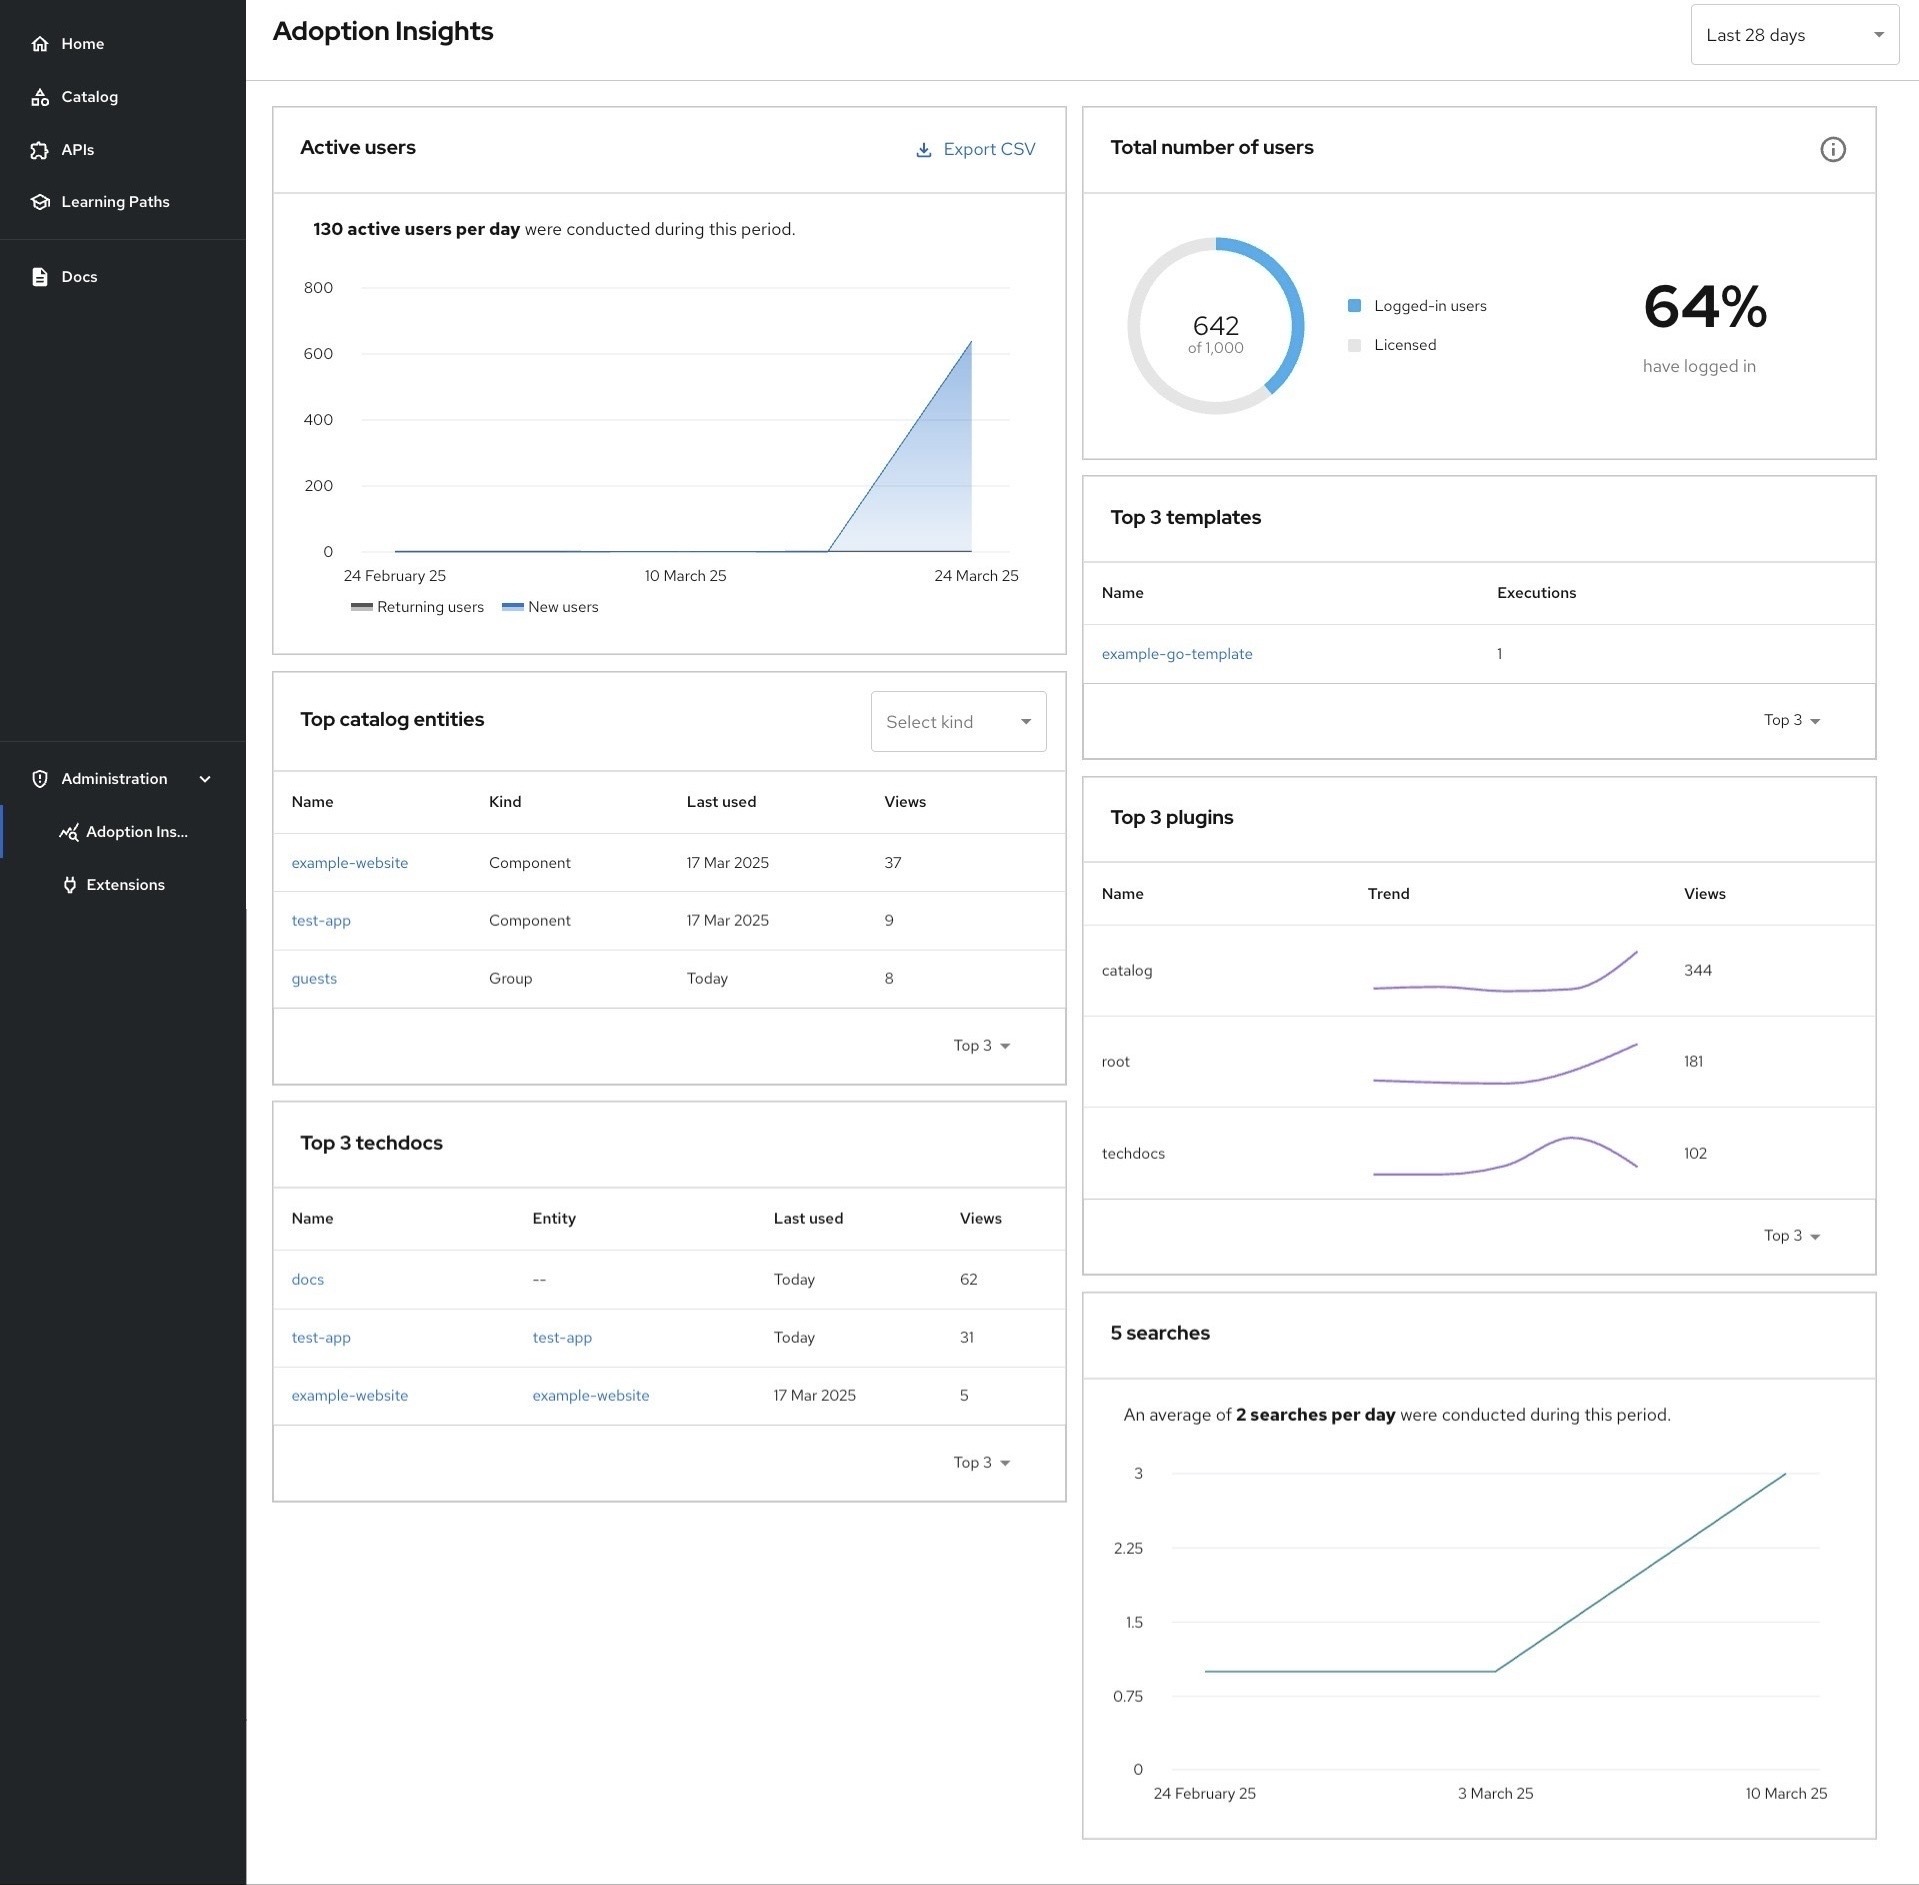 Home
Catalog
APIs
Learning Paths
Docs
Administration
Adoption Ins...
Extensions
Adoption Insights
Last 28 days
Active users
Export CSV
130 active users per day were conducted during this period.
800
600
400
200
0
24 February 25
10 March 25
24 March 25
Returning users
New users
Top catalog entities
Select kind
Name Kind Last used Views
example-website Component 17 Mar 2025 37
test-app Component 17 Mar 2025 9
guests Group Today 8
Top 3
Top 3 techdocs
Name Entity Last used Views
docs -- Today 62
test-app test-app Today 31
example-website example-website 17 Mar 2025 5
Top 3
Total number of users
642
of 1,000
Logged-in users
Licensed
64%
have logged in
Top 3 templates
Name Executions
example-go-template 1
Top 3
Top 3 plugins
Name Trend Views
catalog 344
root 181
techdocs 102
Top 3
5 searches
An average of 2 searches per day were conducted during this period.
3
2.25
1.5
0.75
0
24 February 25
3 March 25
10 March 25